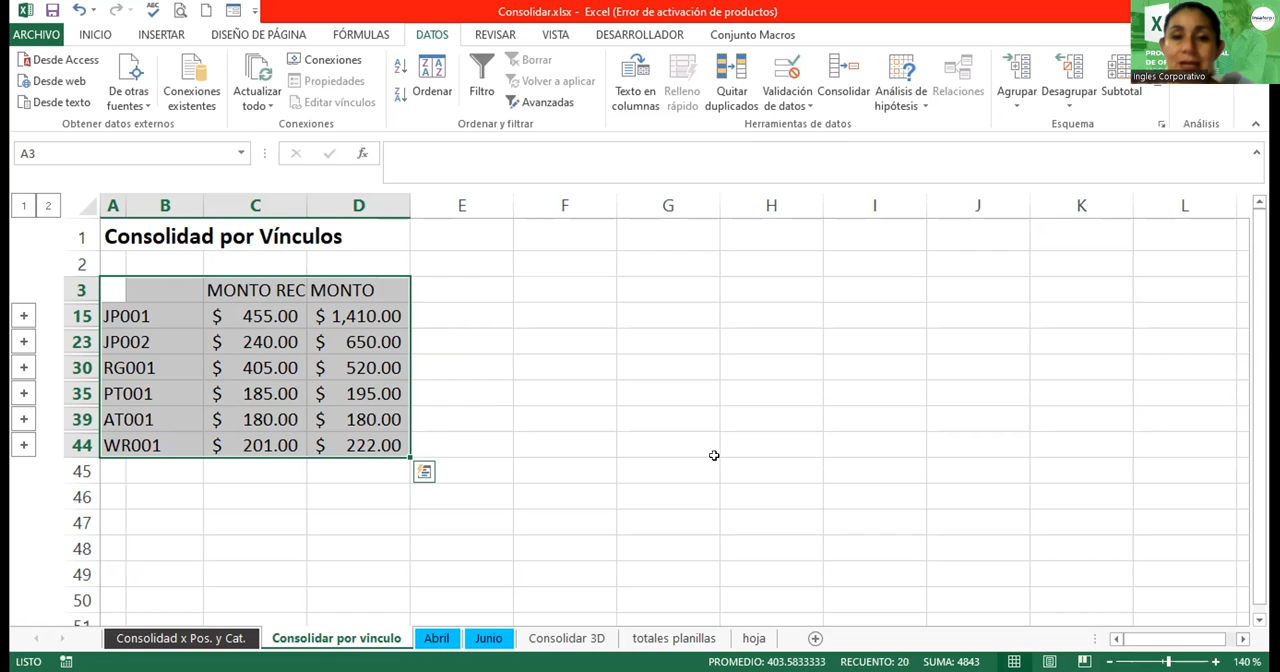 Consolidar.xlsx - Excel (Error de activación de productos)
ARCHIVO INICIO INSERTAR DISEÑO DE PÁGINA FÓRMULAS DATOS REVISAR VISTA DESARROLLADOR Conjunto Macros
Desde Access
Desde web
Desde texto
De otras
fuentes
Conexiones
existentes
Obtener datos externos
Actualizar
todo
Conexiones
Propiedades
Editar vínculos
Conexiones
Ordenar
Filtro
Borrar
Volver a aplicar
Avanzadas
Ordenar y filtrar
Texto en
columnas
Relleno
rápido
Quitar
duplicados
Validación
de datos
Consolidar
Análisis de
hipótesis
Relaciones
Herramientas de datos
Agrupar
Desagrupar
Subtotal
Esquema
Análisis
Ingles Corporativo
A3
fx
1 2
A B C D E F G H I J K L
1 Consolidad por Vínculos
2
3 MONTO REC MONTO
15 JP001 $ 455.00 $ 1,410.00
23 JP002 $ 240.00 $ 650.00
30 RG001 $ 405.00 $ 520.00
35 PT001 $ 185.00 $ 195.00
39 AT001 $ 180.00 $ 180.00
44 WR001 $ 201.00 $ 222.00
45
46
47
48
49
50
51
Consolidad x Pos. y Cat. Consolidar por vinculo Abril Junio Consolidar 3D totales planillas hoja
LISTO PROMEDIO: 403.5833333 RECUENTO: 20 SUMA: 4843 140 %